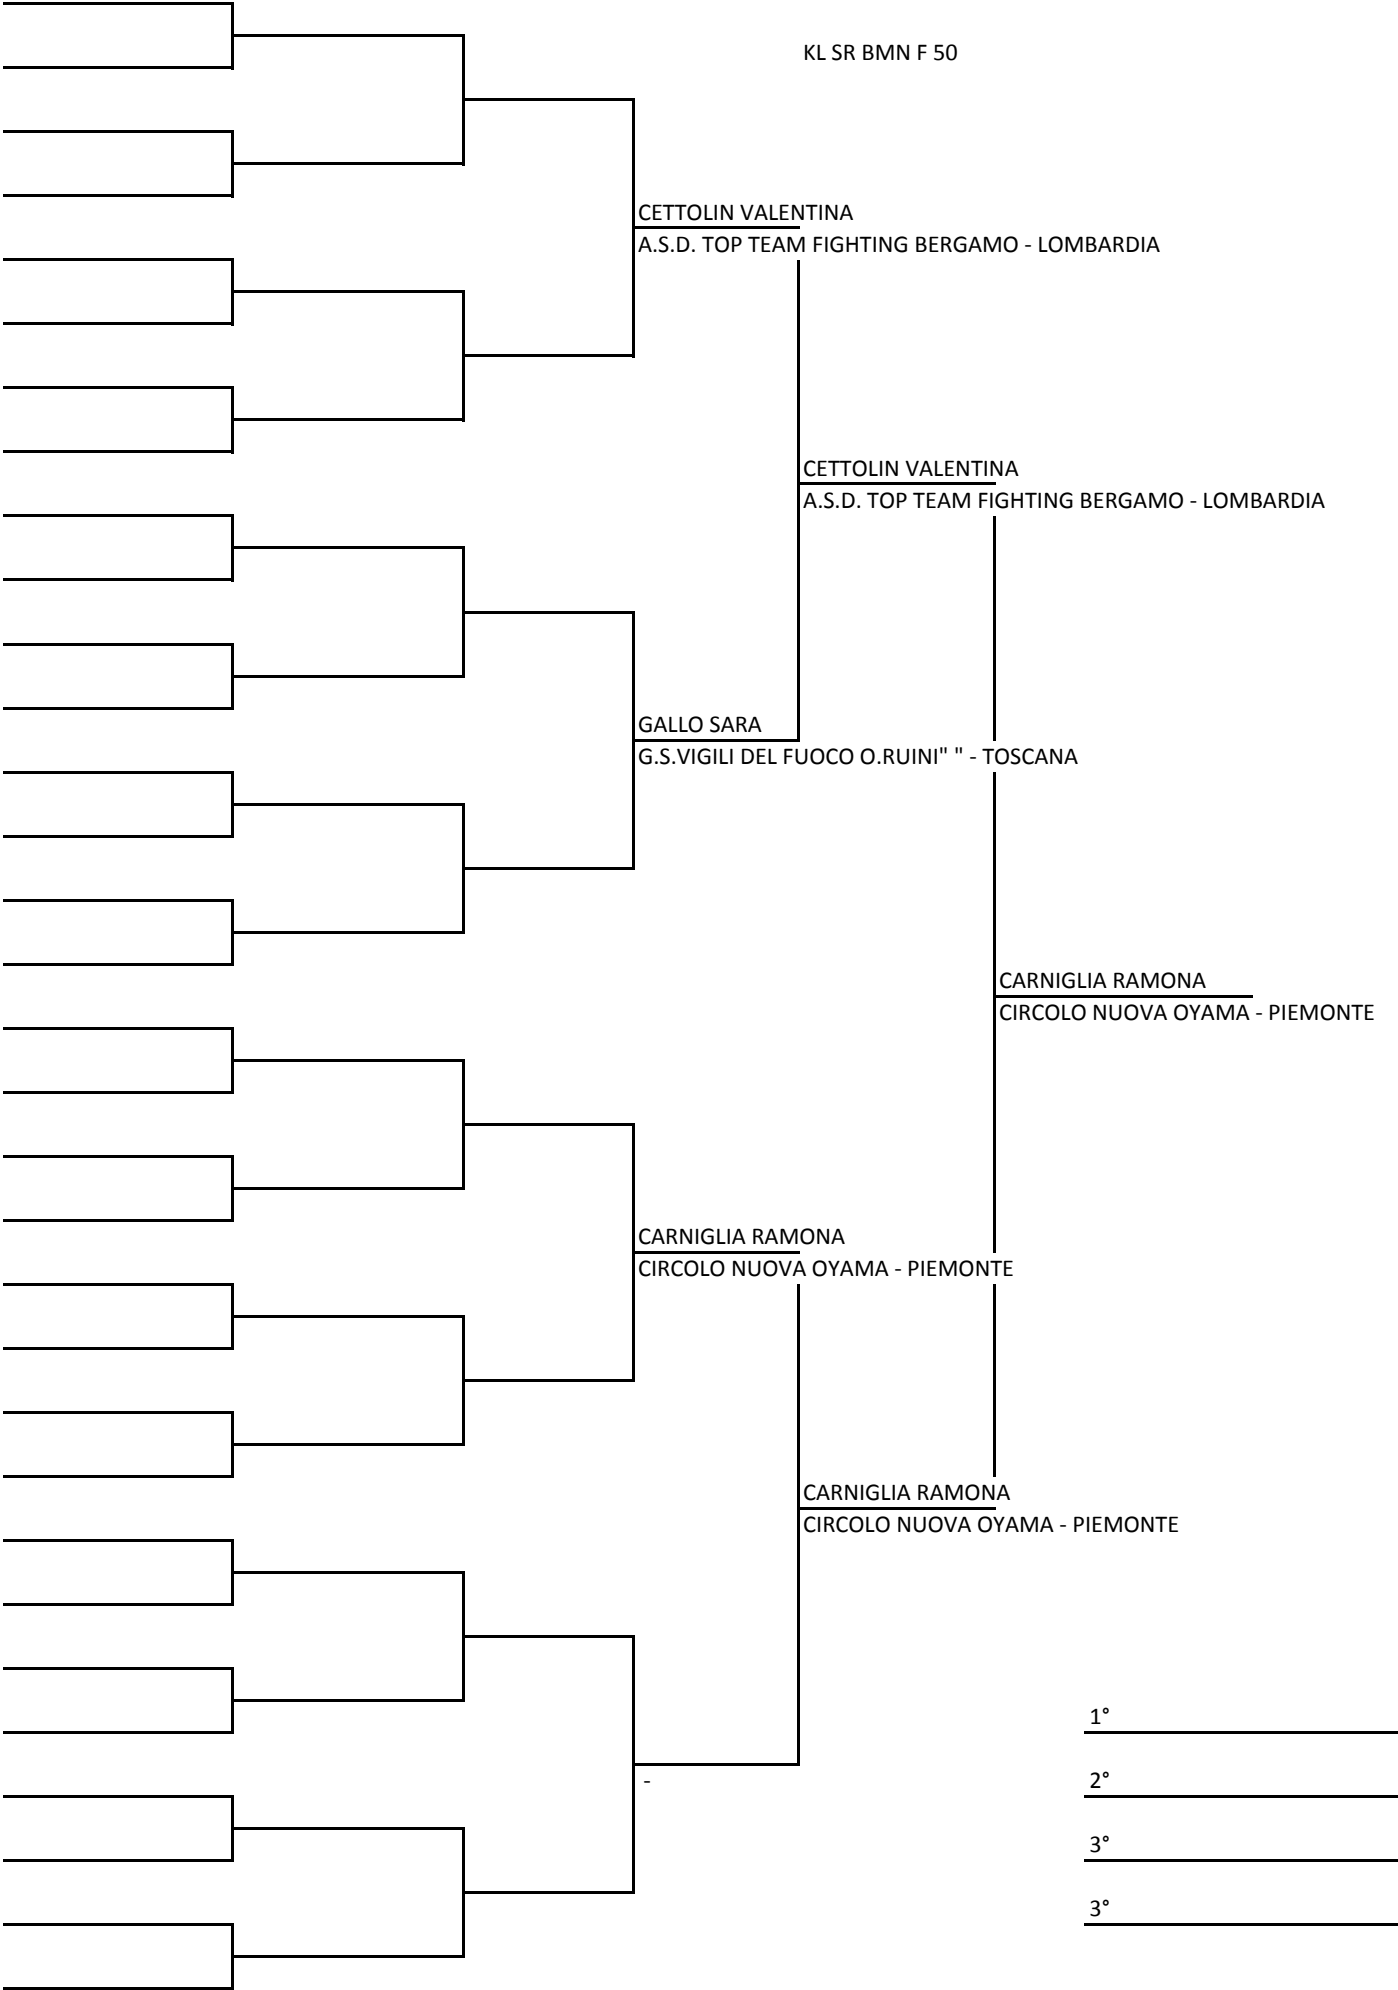 KL SR BMN F 50
CETTOLIN VALENTINA
A.S.D. TOP TEAM FIGHTING BERGAMO - LOMBARDIA
CETTOLIN VALENTINA
A.S.D. TOP TEAM FIGHTING BERGAMO - LOMBARDIA
GALLO SARA
G.S.VIGILI DEL FUOCO O.RUINI" " - TOSCANA
CARNIGLIA RAMONA
CIRCOLO NUOVA OYAMA - PIEMONTE
CARNIGLIA RAMONA
CIRCOLO NUOVA OYAMA - PIEMONTE
CARNIGLIA RAMONA
CIRCOLO NUOVA OYAMA - PIEMONTE
1°
-
2°
3°
3°